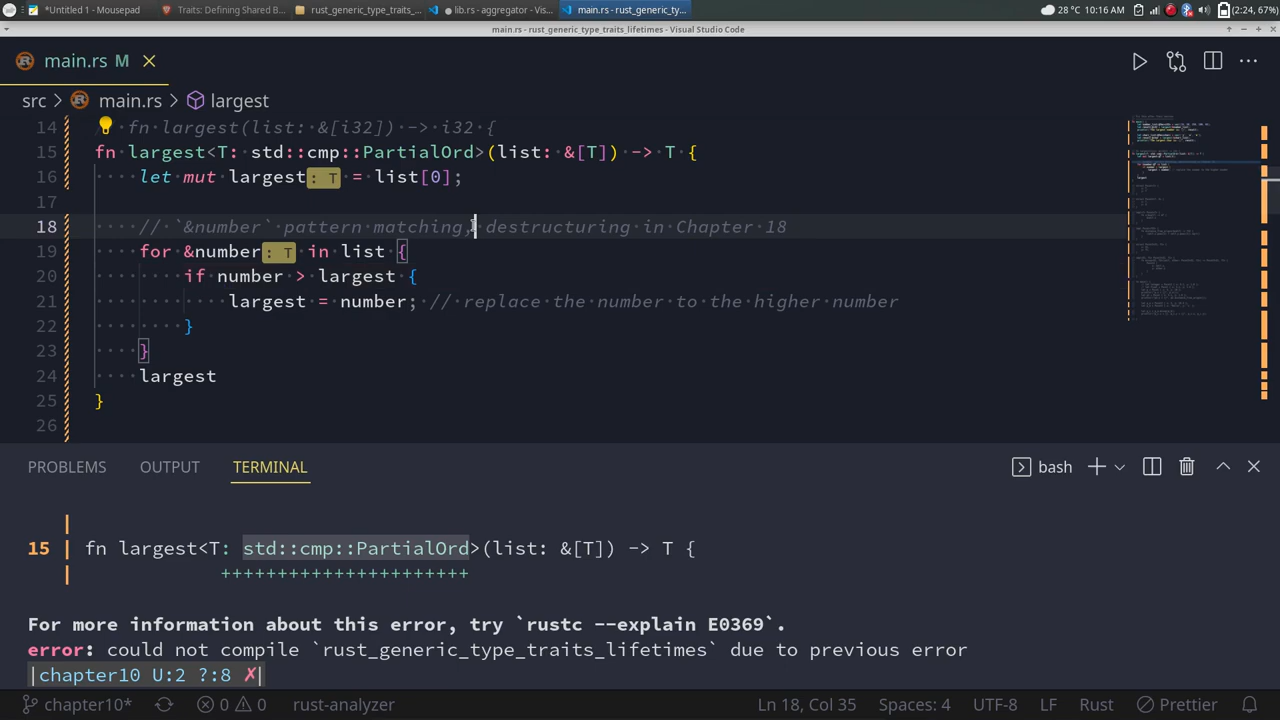 *Untitled 1 - Mousepad
Traits: Defining Shared B...
rust_generic_type_traits_...
● lib.rs - aggregator - Vis...
main.rs - rust_generic_ty...
28 °C
10:16 AM
(2:24, 67%)
main.rs - rust_generic_type_traits_lifetimes - Visual Studio Code
main.rs M
src > main.rs > largest
14 // fn largest(list: &[i32]) -> i32 {
15 fn largest<T: std::cmp::PartialOrd>(list: &[T]) -> T {
16 let mut largest: T = list[0];
17
18 // `&number` pattern matching, destructuring in Chapter 18
19 for &number: T in list {
20 if number > largest {
21 largest = number; // replace the number to the higher number
22 }
23 }
24 largest
25 }
26
PROBLEMS OUTPUT TERMINAL
bash
|
15 | fn largest<T: std::cmp::PartialOrd>(list: &[T]) -> T {
| ++++++++++++++++++++++
For more information about this error, try `rustc --explain E0369`.
error: could not compile `rust_generic_type_traits_lifetimes` due to previous error
|chapter10 U:2 ?:8 ✗|
chapter10* 0 0 rust-analyzer Ln 18, Col 35 Spaces: 4 UTF-8 LF Rust Prettier